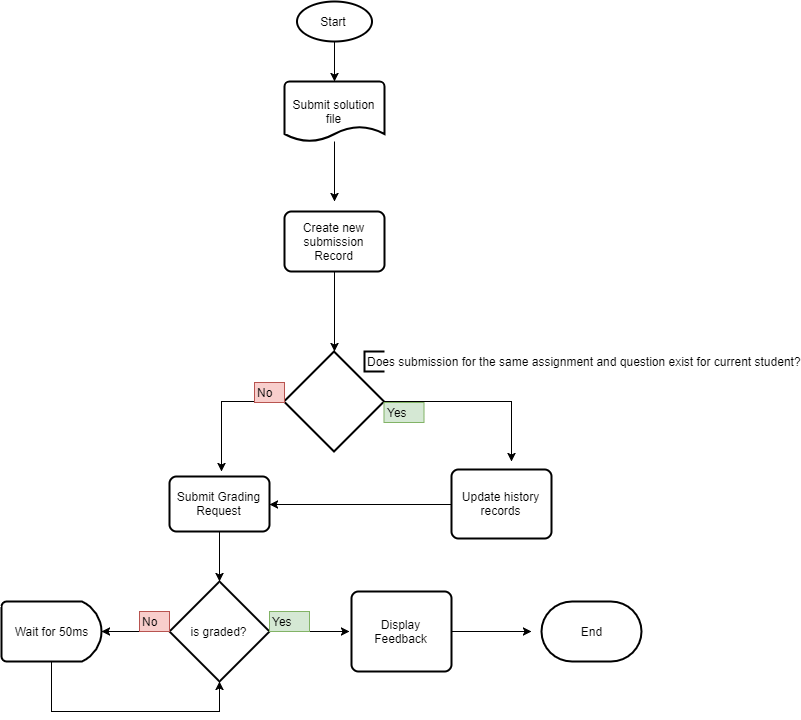 Start
Submit solution
file
Create new
submission
Record
Does submission for the same assignment and question exist for current student?
No
Yes
Submit Grading
Request
Update history
records
No
Yes
Wait for 50ms
is graded?
Display
Feedback
End